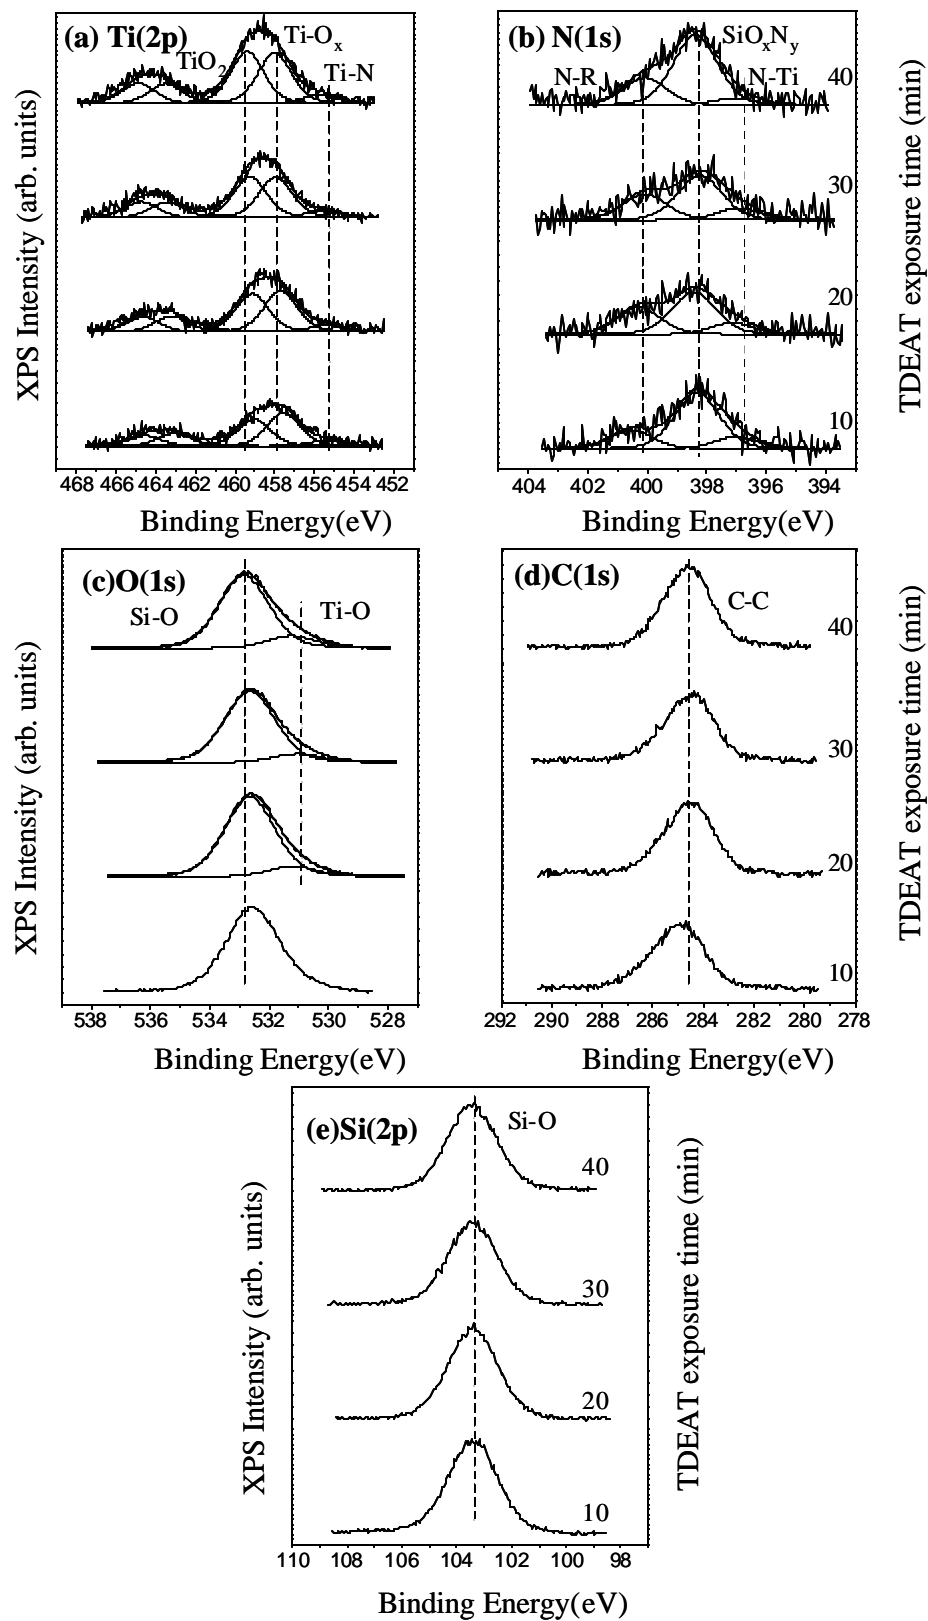 (a) Ti(2p)
TiO2
Ti-Ox
Ti-N
XPS Intensity (arb. units)
468 466 464 462 460 458 456 454 452
Binding Energy(eV)
(b) N(1s)
N-R
SiOxNy
N-Ti
40
30
20
10
TDEAT exposure time (min)
404 402 400 398 396 394
Binding Energy(eV)
(c)O(1s)
Si-O
Ti-O
XPS Intensity (arb. units)
538 536 534 532 530 528
Binding Energy(eV)
(d)C(1s)
C-C
40
30
20
10
TDEAT exposure time (min)
292 290 288 286 284 282 280 278
Binding Energy(eV)
(e)Si(2p)
Si-O
40
30
20
10
XPS Intensity (arb. units)
TDEAT exposure time (min)
110 108 106 104 102 100 98
Binding Energy(eV)